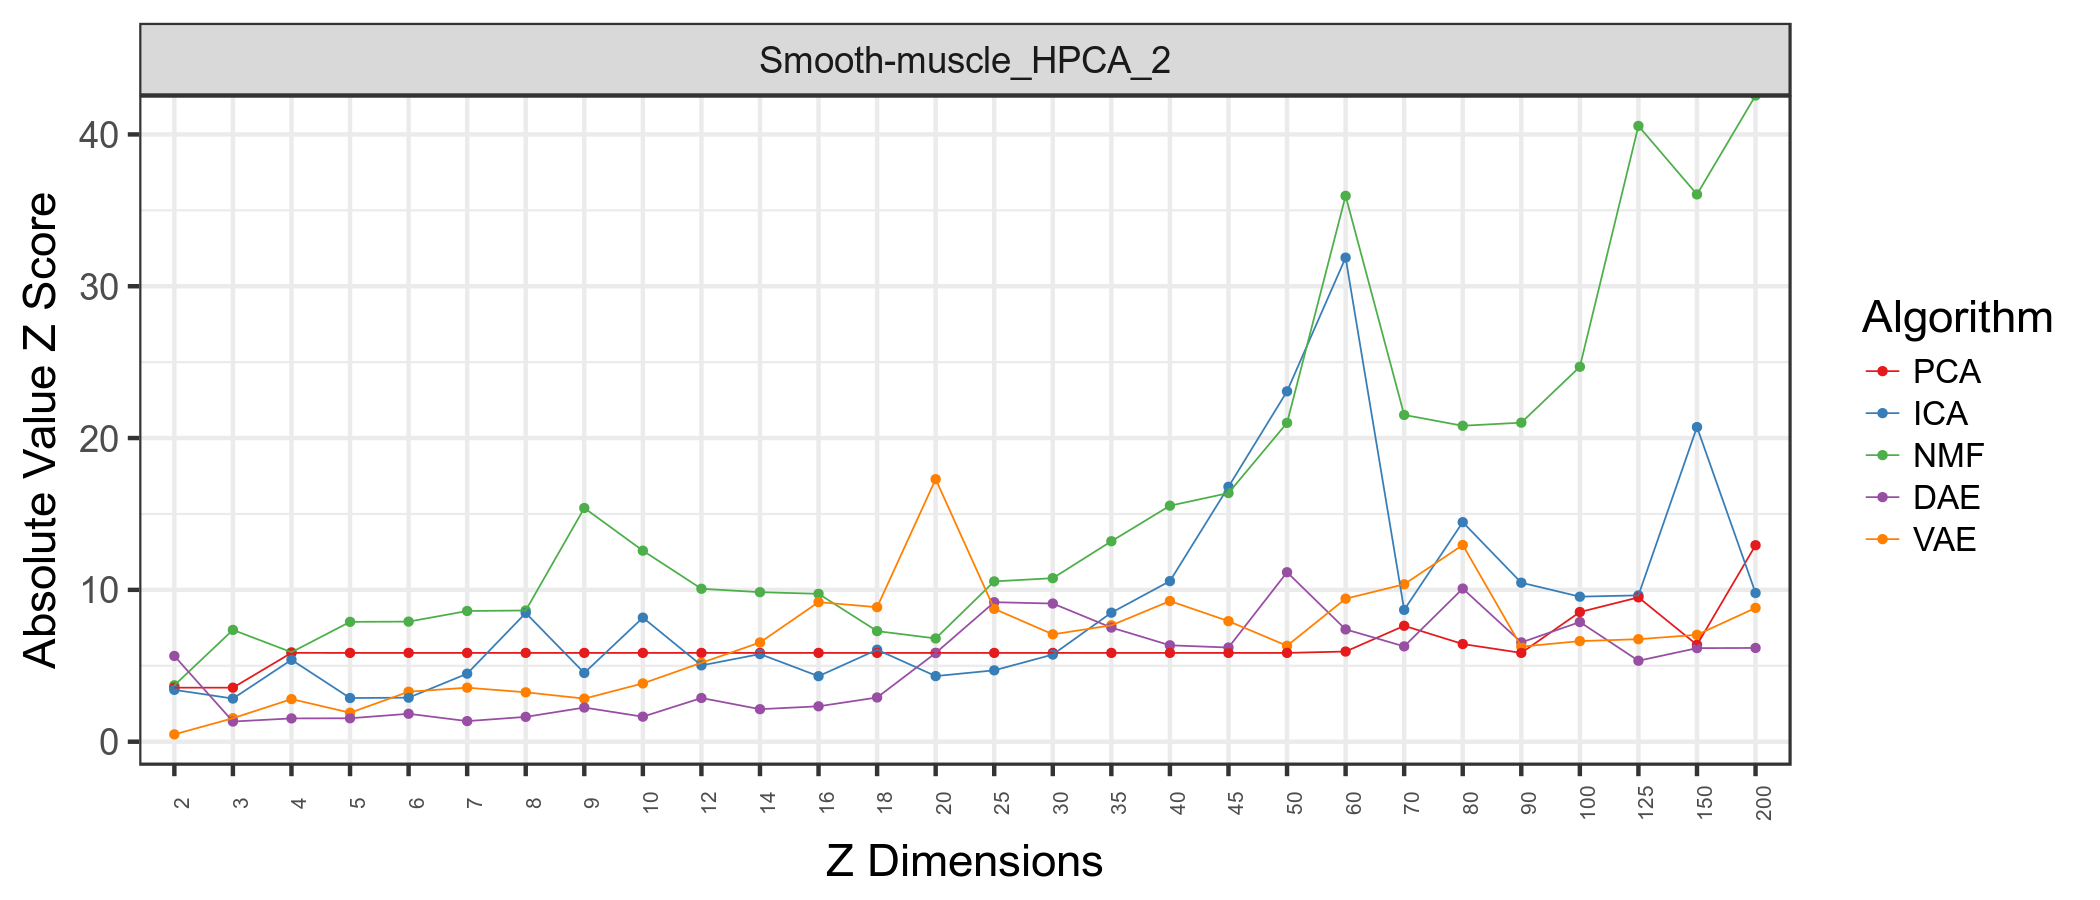 Smooth-muscle_HPCA_2
Absolute Value Z Score
40
30
20
10
0
2 3 4 5 6 7 8 9 10 12 14 16 18 20 25 30 35 40 45 50 60 70 80 90 100 125 150 200
Z Dimensions
Algorithm
PCA
ICA
NMF
DAE
VAE